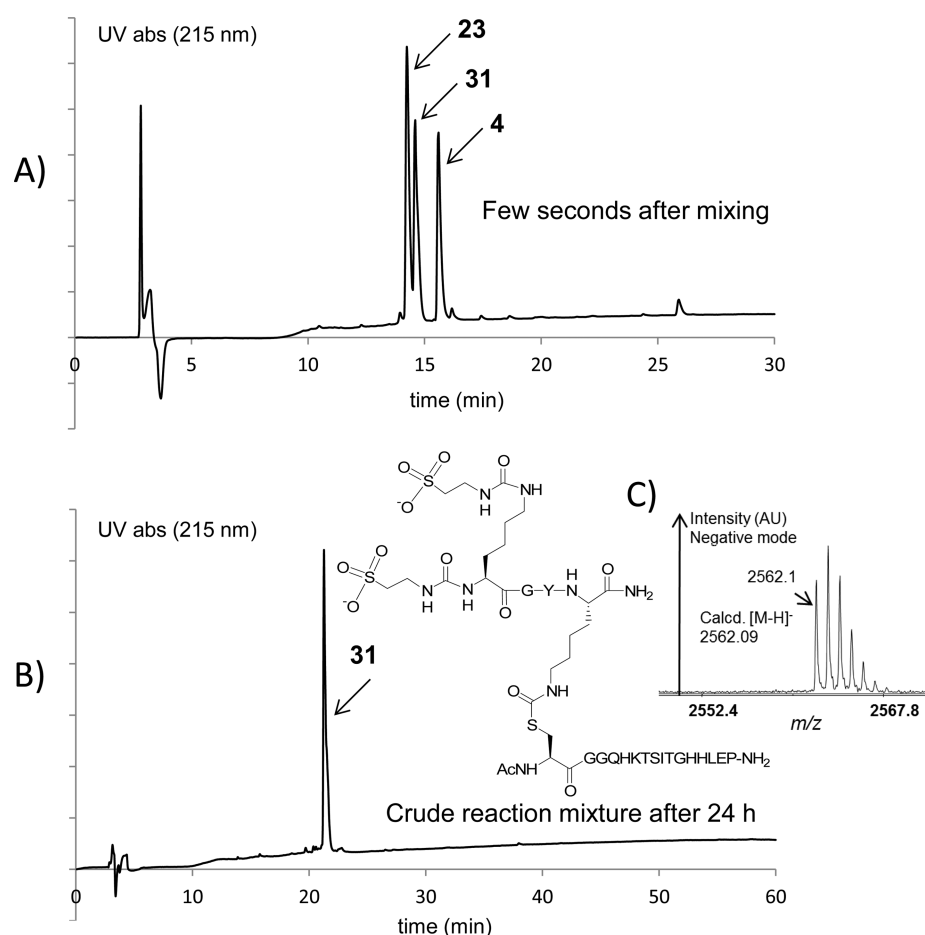 A)
UV abs (215 nm)
23
31
4
Few seconds after mixing
0 5 10 15 20 25 30
time (min)
B)
UV abs (215 nm)
31
O
O
S
-O
N
H
O
NH
O
O
S
-O
N
H
O
N
H
O
G Y
H
N
O
NH2
NH
O
S
AcNH
O
GGQHKTSITGHHLEP-NH2
Crude reaction mixture after 24 h
0 10 20 30 40 50 60
time (min)
C)
Intensity (AU)
Negative mode
2562.1
Calcd. [M-H]-
2562.09
2552.4 2567.8
m/z